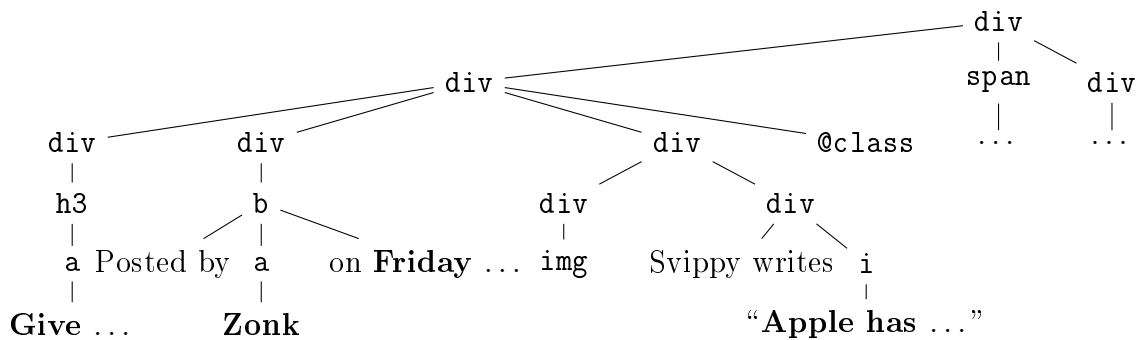 div
div span div
div div div @class … …
h3 b div div
a Posted by a on Friday … img Svippy writes i
Give … Zonk “Apple has …”